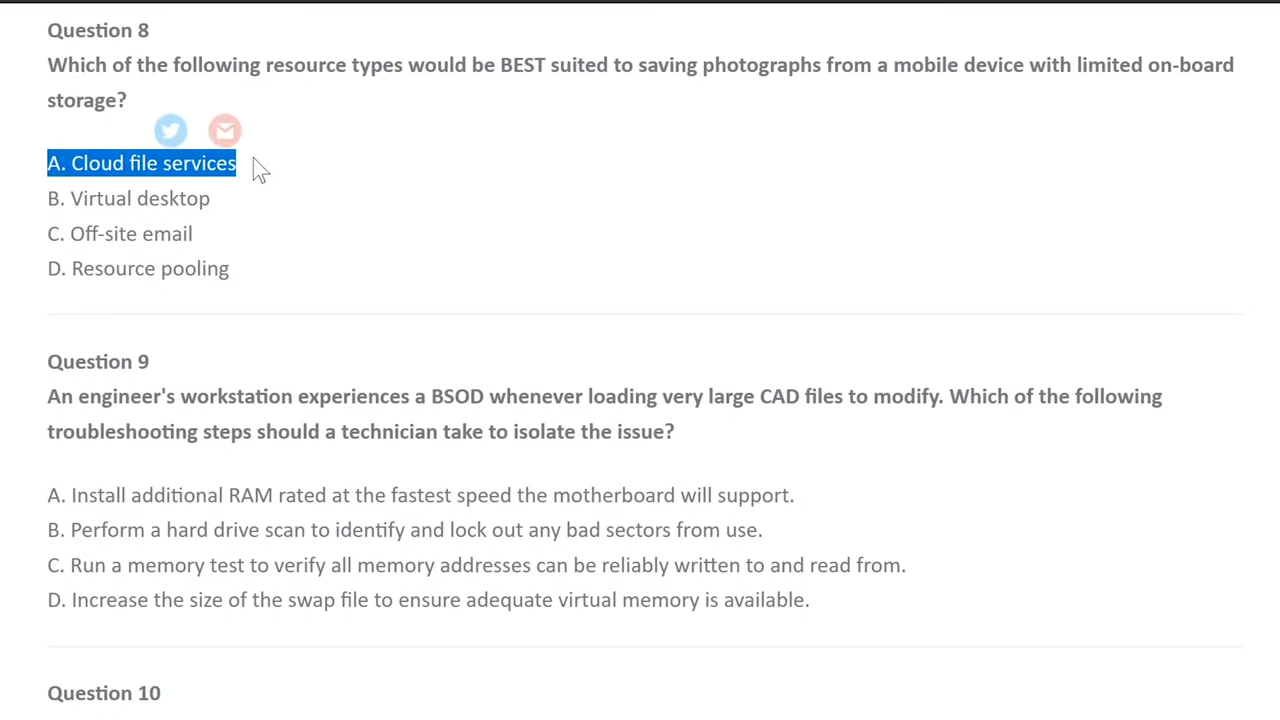 Question 8
Which of the following resource types would be BEST suited to saving photographs from a mobile device with limited on-board
storage?
A. Cloud file services
B. Virtual desktop
C. Off-site email
D. Resource pooling
Question 9
An engineer's workstation experiences a BSOD whenever loading very large CAD files to modify. Which of the following
troubleshooting steps should a technician take to isolate the issue?
A. Install additional RAM rated at the fastest speed the motherboard will support.
B. Perform a hard drive scan to identify and lock out any bad sectors from use.
C. Run a memory test to verify all memory addresses can be reliably written to and read from.
D. Increase the size of the swap file to ensure adequate virtual memory is available.
Question 10